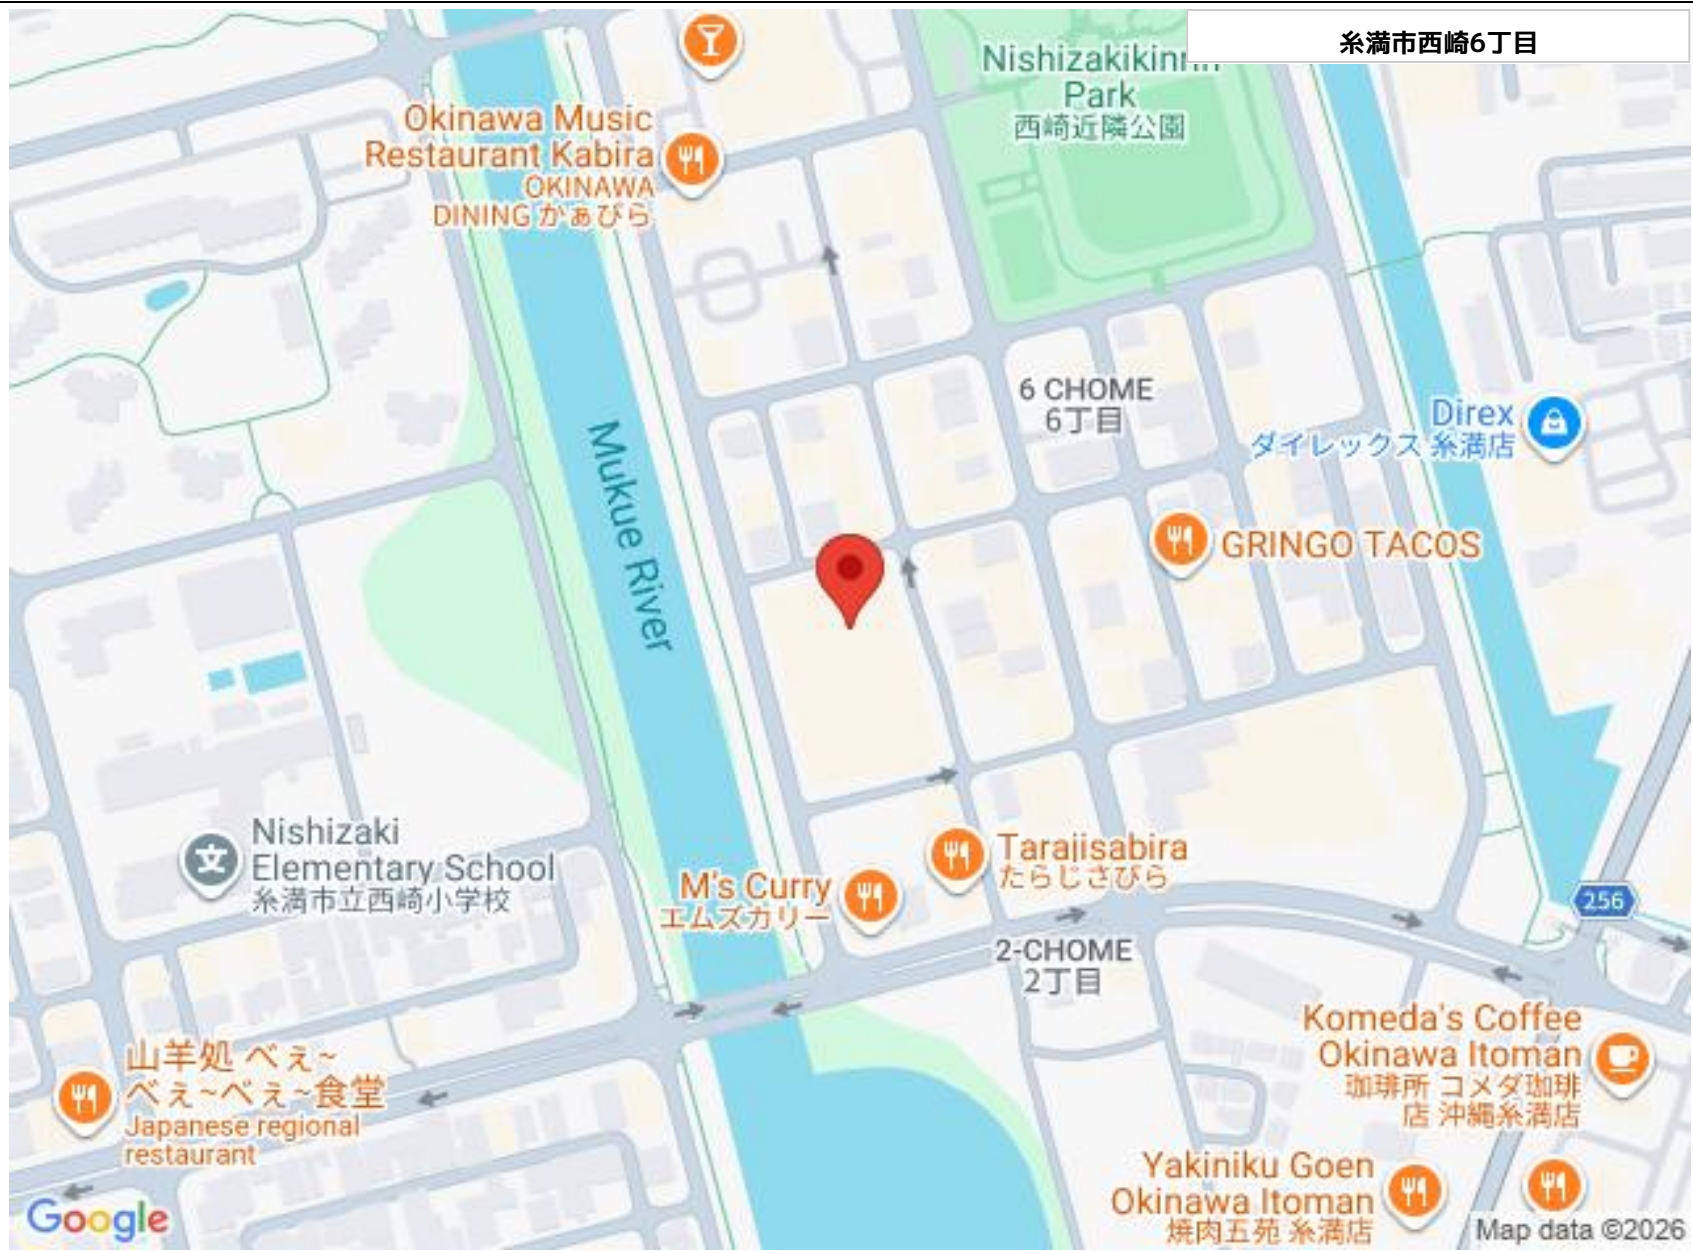 糸満市西崎6丁目
Nishizakikinrin
Park
西崎近隣公園
Okinawa Music
Restaurant Kabira
OKINAWA
DINING かぁびら
6 CHOME
6丁目
Direx
ダイレックス 糸満店
Mukue River
GRINGO TACOS
Nishizaki
Elementary School
糸満市立西崎小学校
Tarajisabira
たらじさびら
M's Curry
エムズカリー
256
2-CHOME
2丁目
Komeda's Coffee
Okinawa Itoman
珈琲所 コメダ珈琲
店 沖縄糸満店
山羊処 べぇ~
べぇ~べぇ~食堂
Japanese regional
restaurant
Yakiniku Goen
Okinawa Itoman
焼肉五苑 糸満店
Google
Map data ©2026